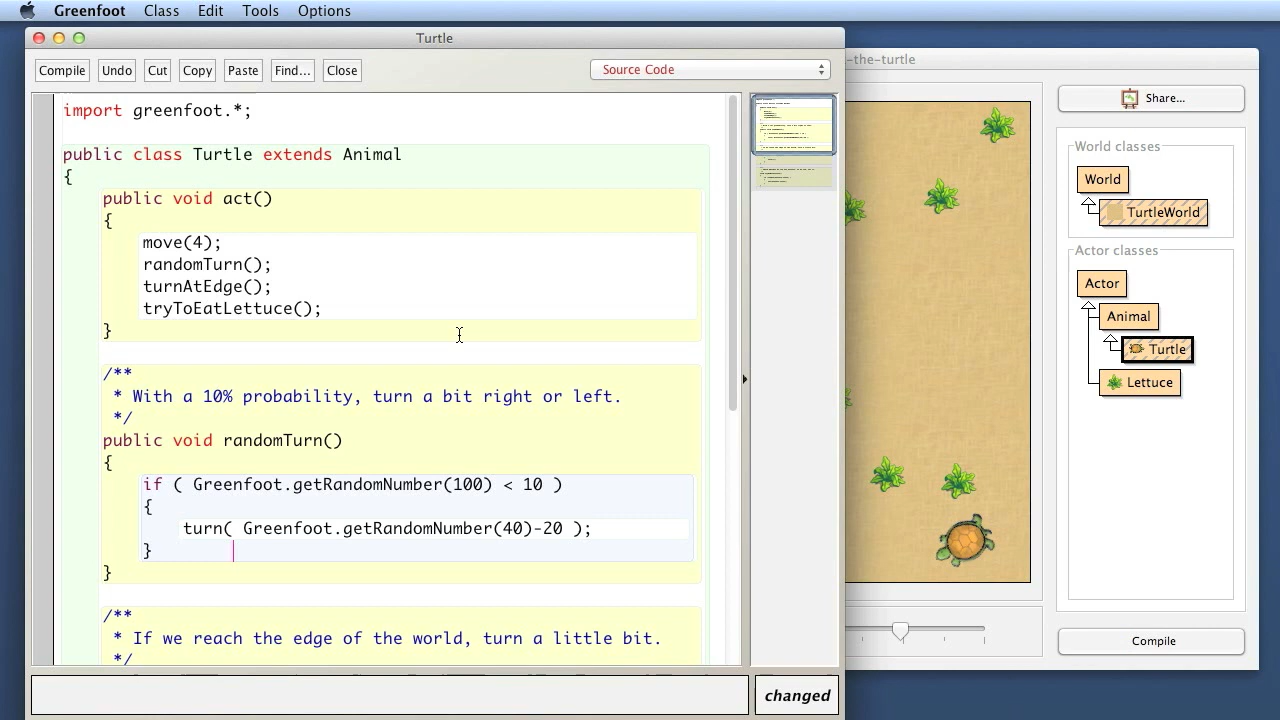 Greenfoot Class Edit Tools Options
Turtle
-the-turtle
Compile Undo Cut Copy Paste Find... Close Source Code
Share...
import greenfoot.*;
public class Turtle extends Animal
{
public void act()
{
move(4);
randomTurn();
turnAtEdge();
tryToEatLettuce();
}
/**
* With a 10% probability, turn a bit right or left.
*/
public void randomTurn()
{
if ( Greenfoot.getRandomNumber(100) < 10 )
{
turn( Greenfoot.getRandomNumber(40)-20 );
}
}
/**
* If we reach the edge of the world, turn a little bit.
*/
changed
World classes
World
TurtleWorld
Actor classes
Actor
Animal
Turtle
Lettuce
Compile